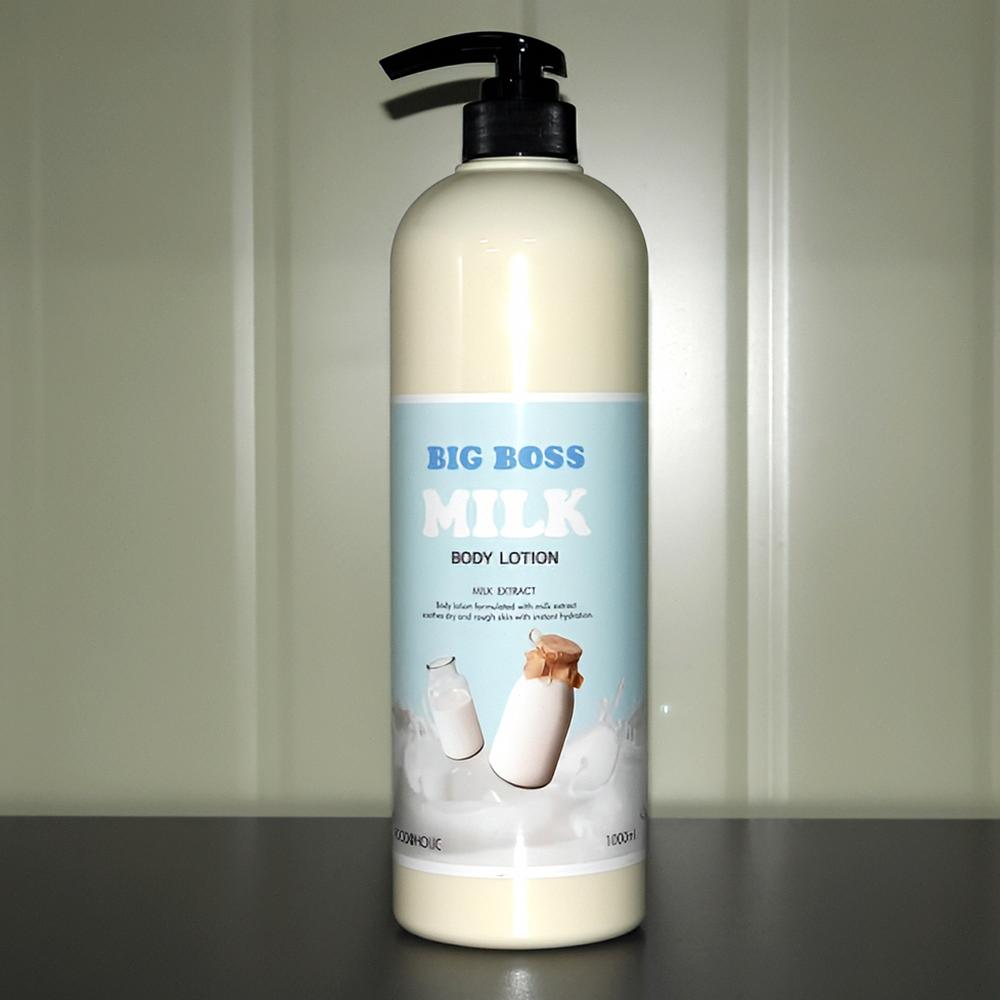 BIG BOSS
MILK
BODY LOTION
MILK EXTRACT
Body lotion formulated with milk extract
soothes dry and rough skin with instant hydration.
FOODAHOLIC
1000ml